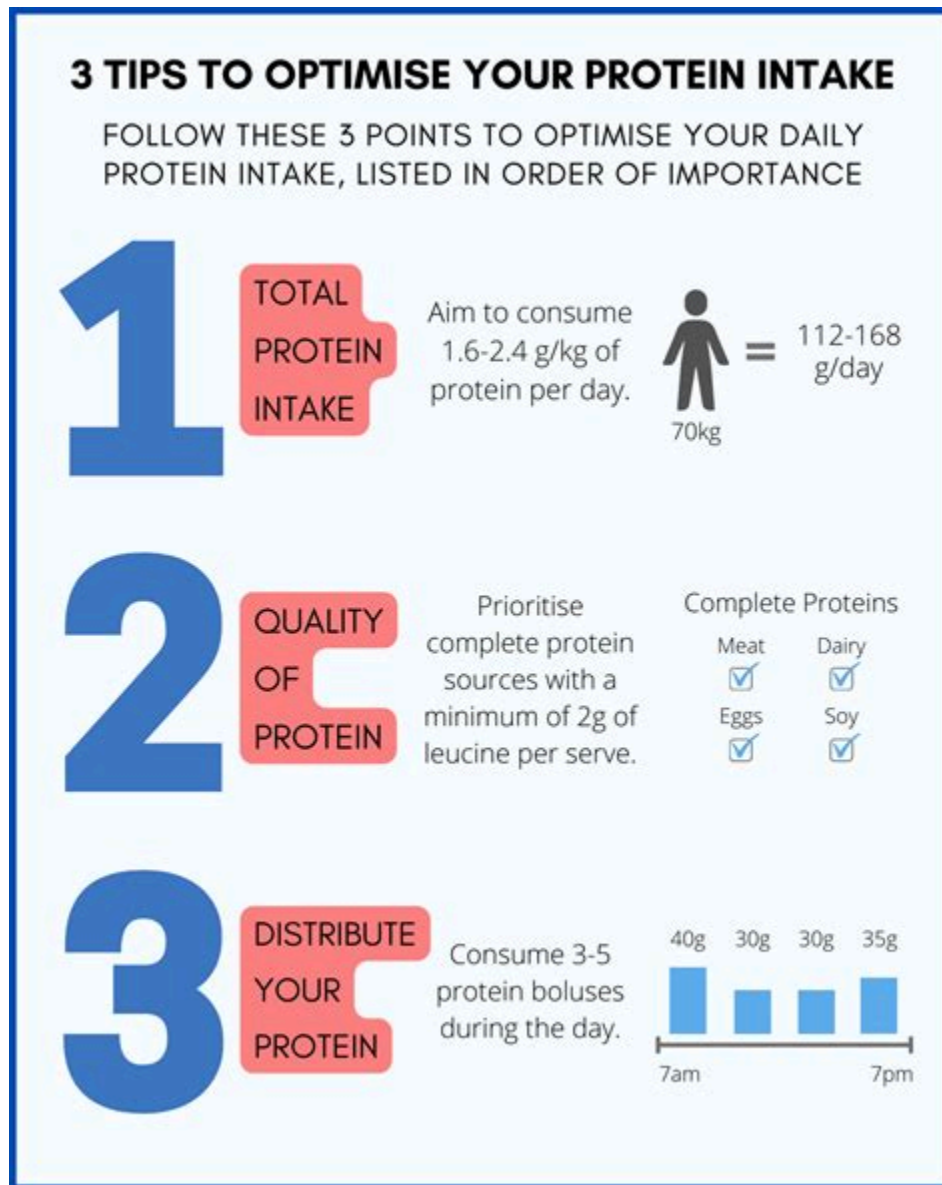 3 TIPS TO OPTIMISE YOUR PROTEIN INTAKE
FOLLOW THESE 3 POINTS TO OPTIMISE YOUR DAILY
PROTEIN INTAKE, LISTED IN ORDER OF IMPORTANCE
1
TOTAL
PROTEIN
INTAKE
Aim to consume
1.6-2.4 g/kg of
protein per day.
70kg
=
112-168
g/day
2
QUALITY
OF
PROTEIN
Prioritise
complete protein
sources with a
minimum of 2g of
leucine per serve.
Complete Proteins
Meat Dairy
Eggs Soy
3
DISTRIBUTE
YOUR
PROTEIN
Consume 3-5
protein boluses
during the day.
40g 30g 30g 35g
7am 7pm